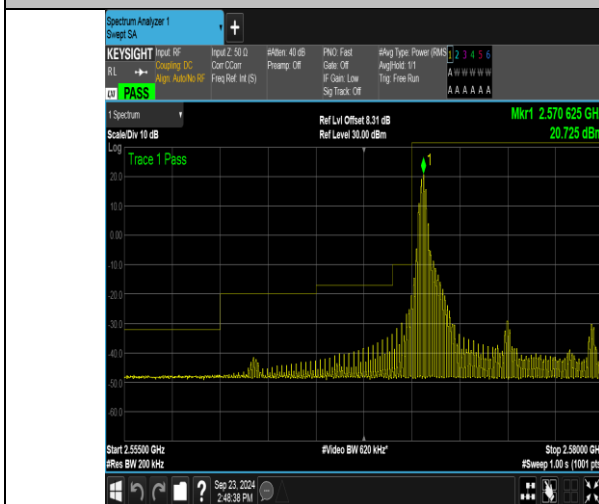 Spectrum Analyzer 1
Swept SA
+
KEYSIGHT Input: RF Input Z: 50 Ω #Atten: 40 dB PNO: Fast #Avg Type: Power (RMS 1 2 3 4 5 6
RL Coupling: DC Corr CCorr Preamp: Off Gate: Off Avg|Hold: 1/1 A W W W W W
Align: Auto/No RF Freq Ref: Int (S) IF Gain: Low Trig: Free Run
LXI PASS Sig Track: Off A A A A A A
1 Spectrum Ref Lvl Offset 8.31 dB Mkr1 2.570 625 GH
Scale/Div 10 dB Ref Level 30.00 dBm 20.725 dBm
Log Trace 1 Pass
1
20.0
10.0
0.00
-10.0
-20.0
-30.0
-40.0
-50.0
-60.0
Start 2.55500 GHz #Video BW 620 kHz* Stop 2.58000 GH
#Res BW 200 kHz #Sweep 1.00 s (1001 pts
? Sep 23, 2024
2:48:38 PM